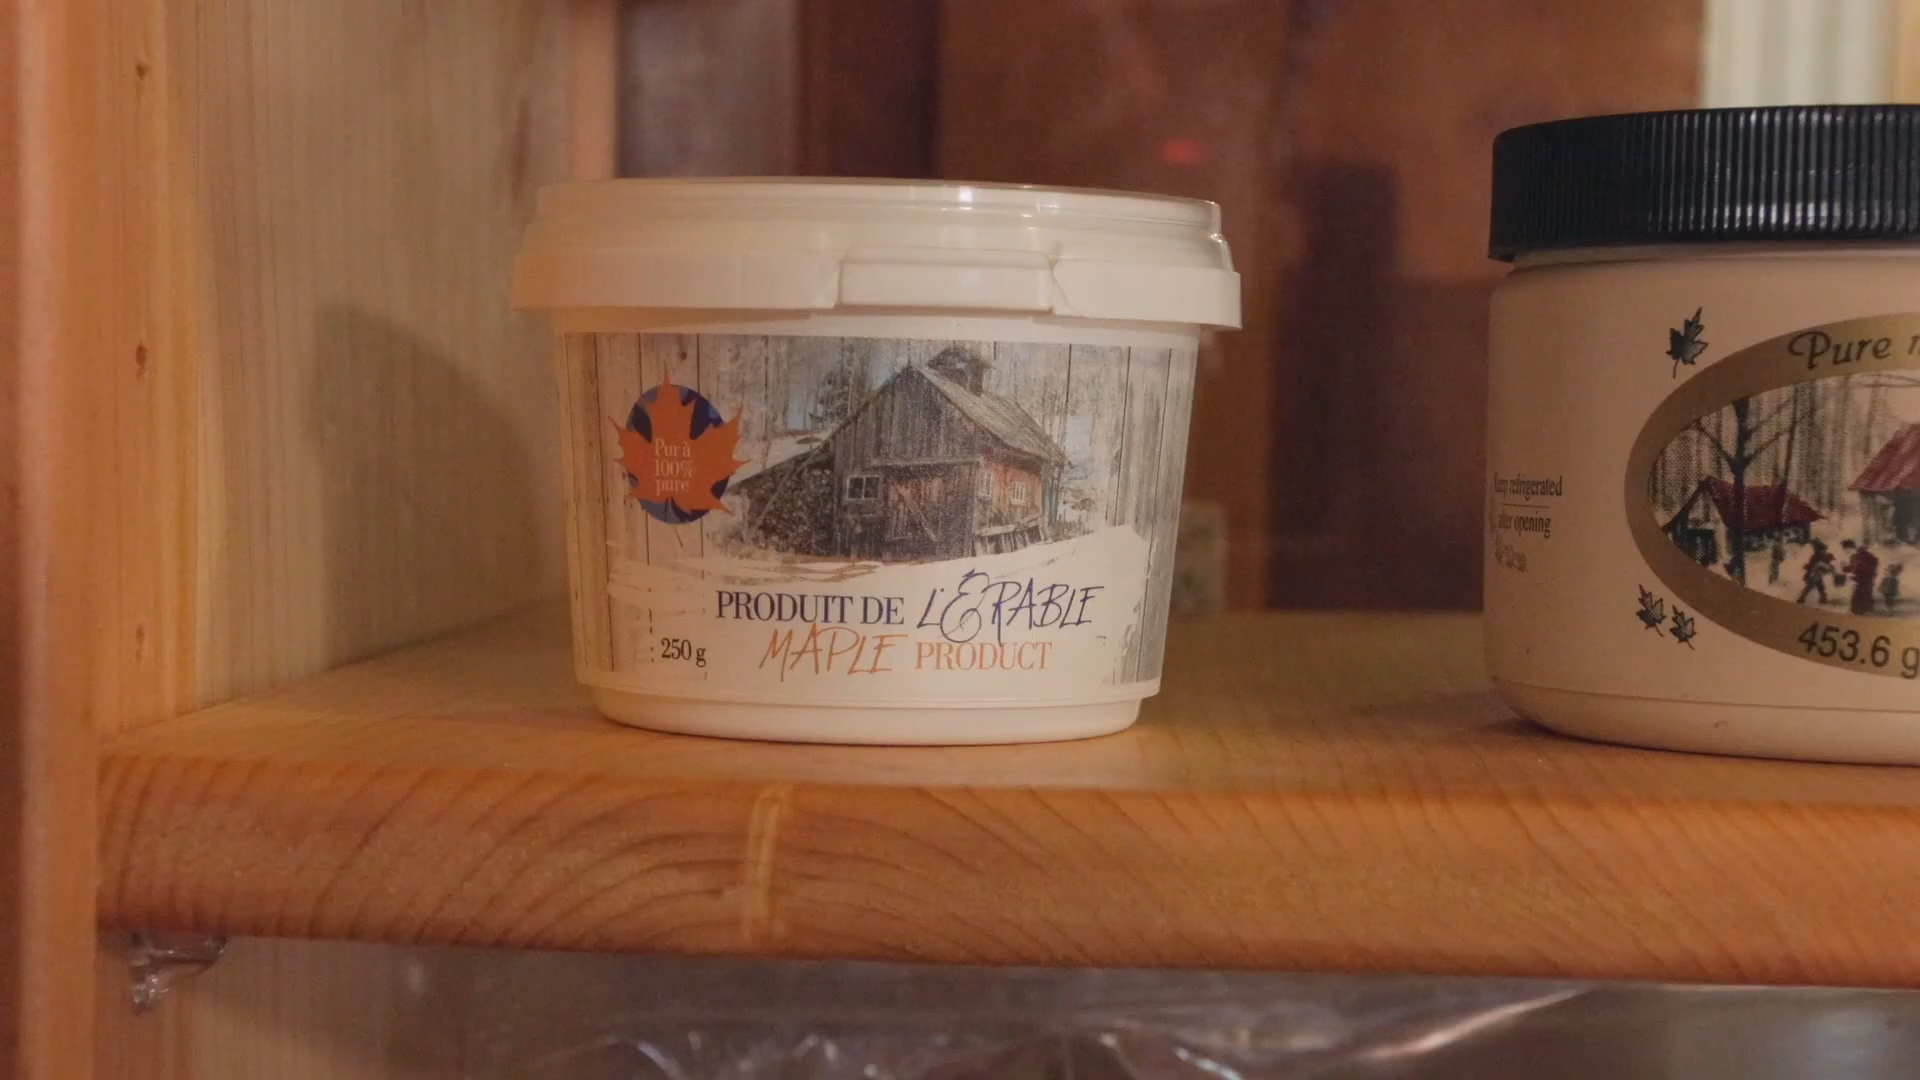 Pur à
100%
pure
PRODUIT DE L'ÉRABLE
MAPLE PRODUCT
250 g
Pure
Keep refrigerated
after opening
453.6 g